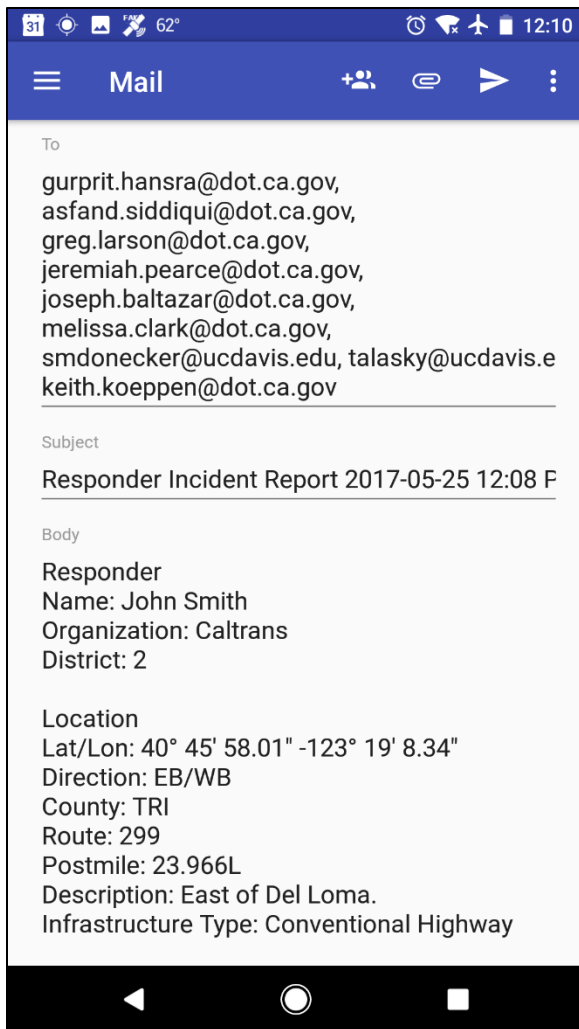 31 FAKE 62° 12:10
Mail
To
gurprit.hansra@dot.ca.gov,
asfand.siddiqui@dot.ca.gov,
greg.larson@dot.ca.gov,
jeremiah.pearce@dot.ca.gov,
joseph.baltazar@dot.ca.gov,
melissa.clark@dot.ca.gov,
smdonecker@ucdavis.edu, talasky@ucdavis.e
keith.koeppen@dot.ca.gov
Subject
Responder Incident Report 2017-05-25 12:08 P
Body
Responder
Name: John Smith
Organization: Caltrans
District: 2
Location
Lat/Lon: 40° 45' 58.01" -123° 19' 8.34"
Direction: EB/WB
County: TRI
Route: 299
Postmile: 23.966L
Description: East of Del Loma.
Infrastructure Type: Conventional Highway